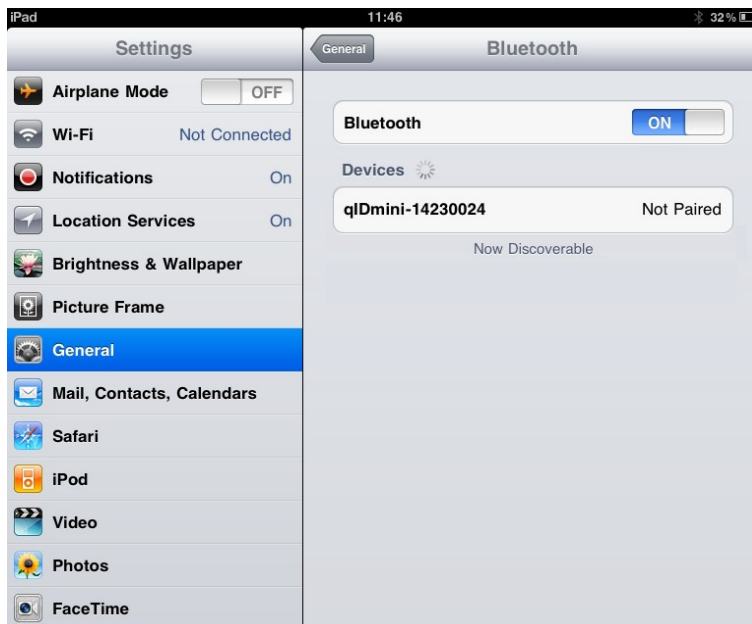 iPad 11:46 32%
Settings
Airplane Mode OFF
Wi-Fi Not Connected
Notifications On
Location Services On
Brightness & Wallpaper
Picture Frame
General
Mail, Contacts, Calendars
Safari
iPod
Video
Photos
FaceTime
General Bluetooth
Bluetooth ON
Devices
qIDmini-14230024 Not Paired
Now Discoverable